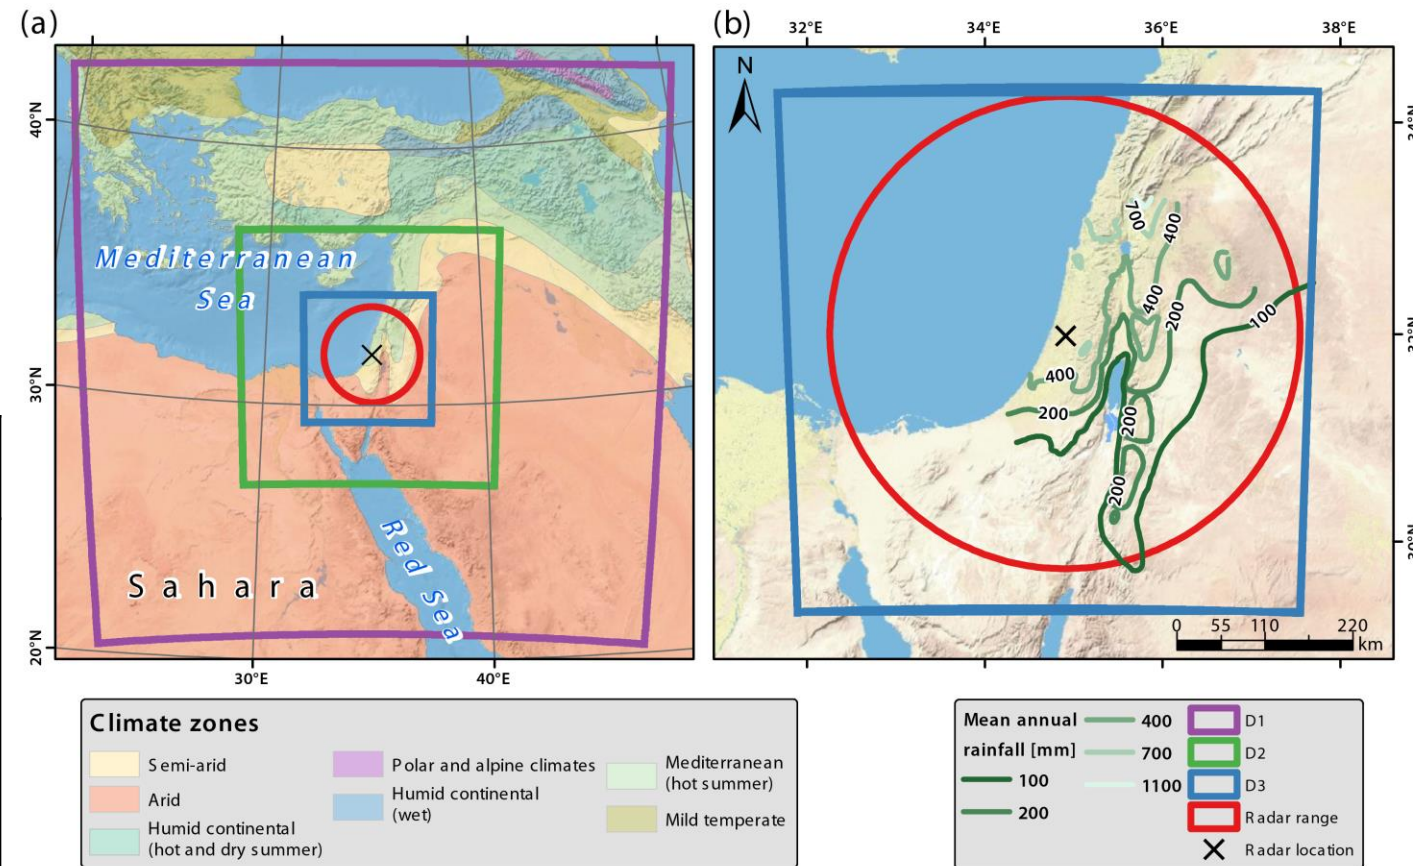 (a)
(b)
32°E 34°E 36°E 38°E
N
40°N
30°N
20°N
Mediterranean
Sea
Sahara
Red Sea
30°E 40°E
34°N
32°N
30°N
700
400
400
200
100
400
200
200
200
0 55 110 220
km
Climate zones
Semi-arid
Arid
Humid continental
(hot and dry summer)
Polar and alpine climates
Humid continental
(wet)
Mediterranean
(hot summer)
Mild temperate
Mean annual
rainfall [mm]
100
200
400
700
1100
D1
D2
D3
Radar range
Radar location